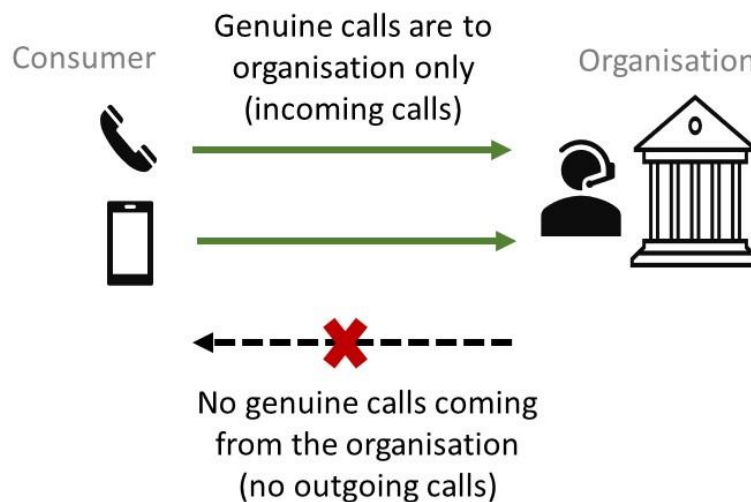 Consumer
Genuine calls are to
organisation only
(incoming calls)
Organisation
No genuine calls coming
from the organisation
(no outgoing calls)